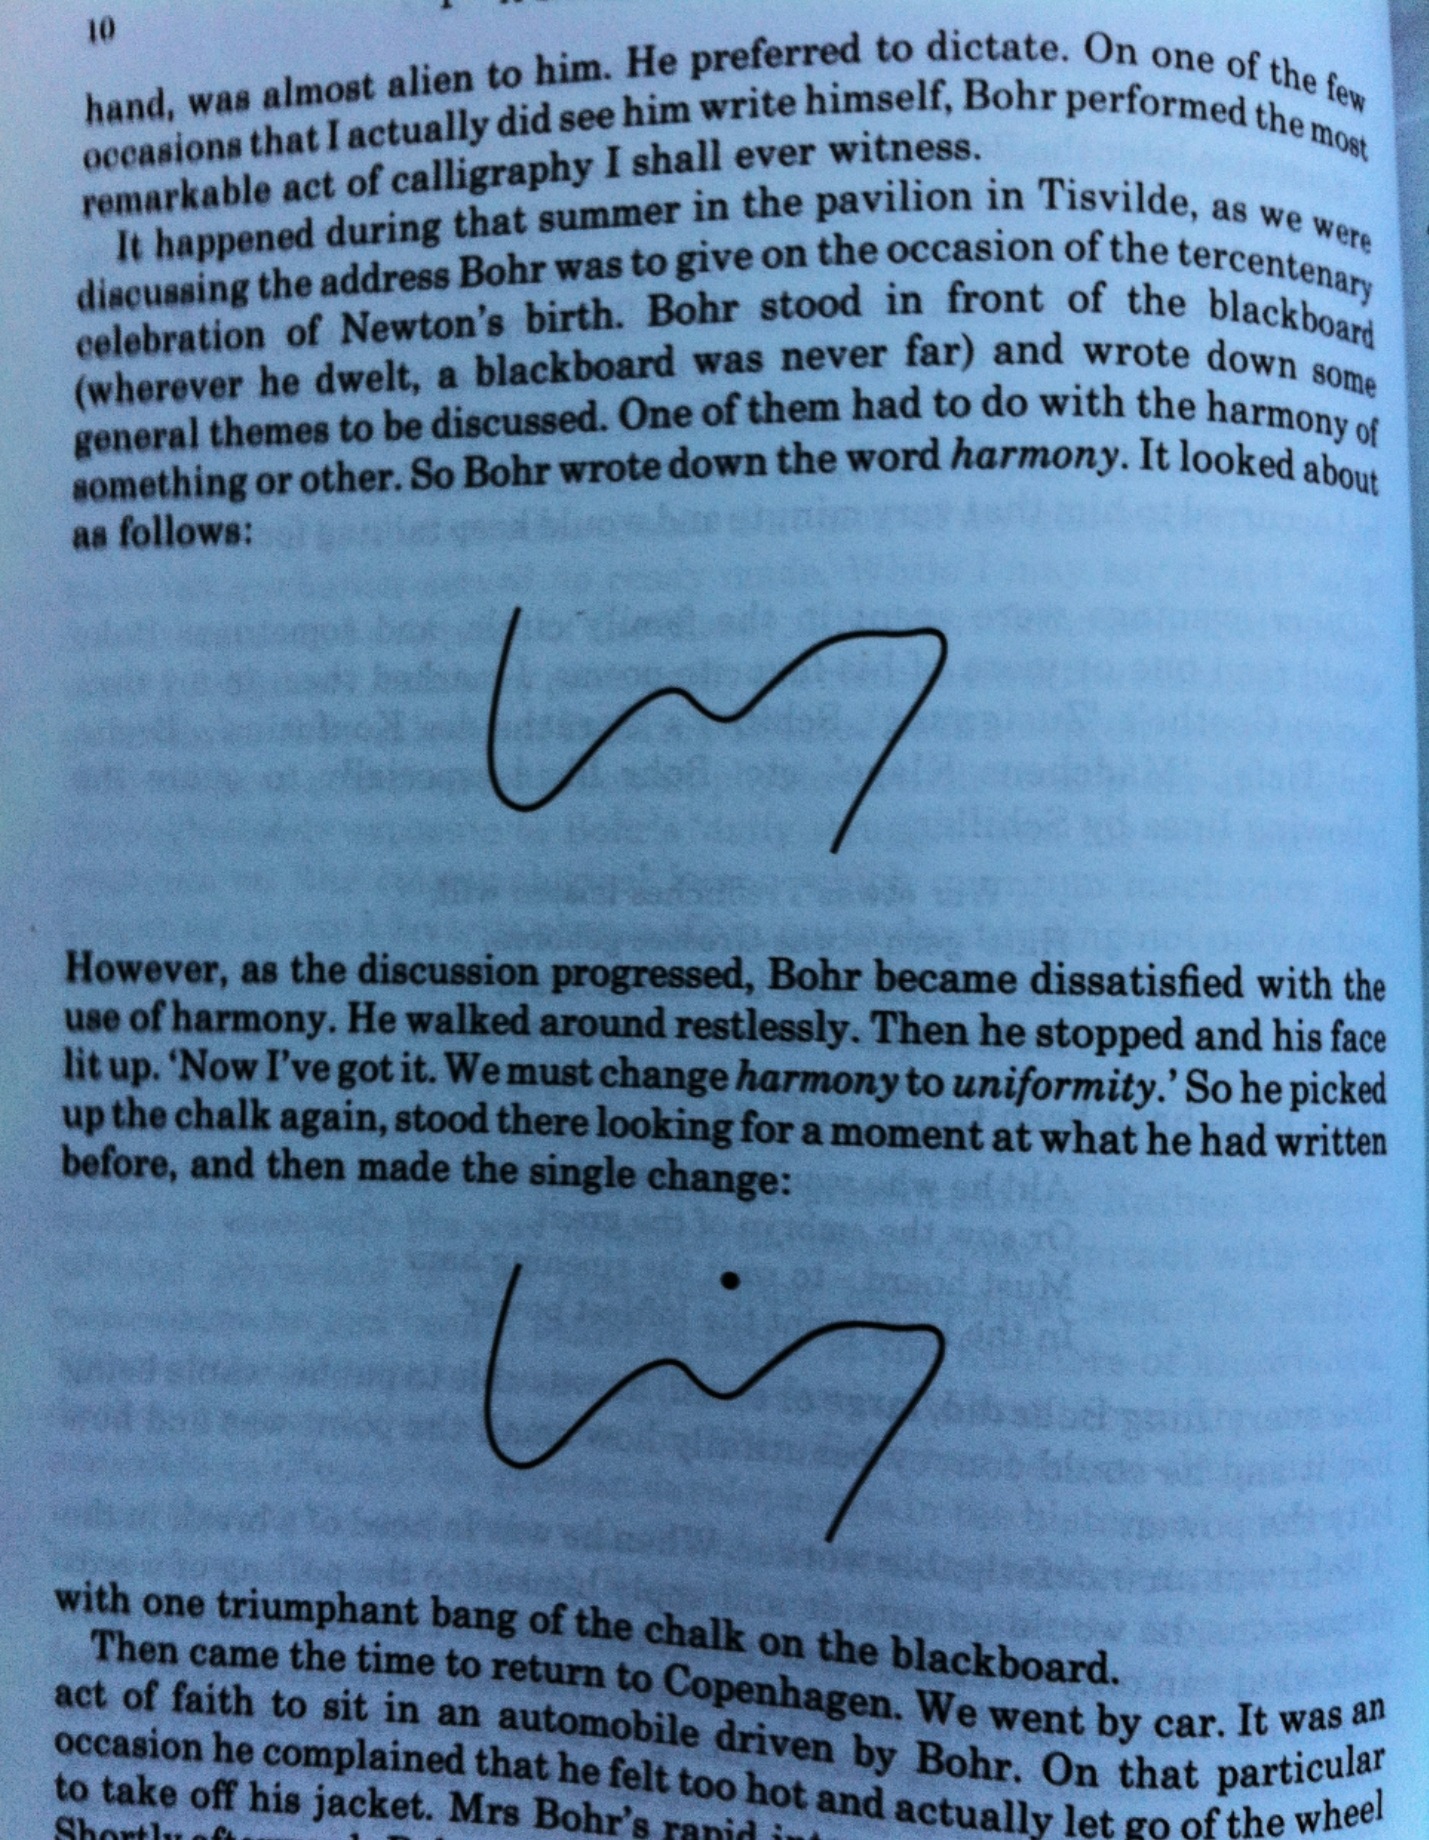 10
hand, was almost alien to him. He preferred to dictate. On one of the few
occasions that I actually did see him write himself, Bohr performed the most
remarkable act of calligraphy I shall ever witness.
It happened during that summer in the pavilion in Tisvilde, as we were
discussing the address Bohr was to give on the occasion of the tercentenary
celebration of Newton's birth. Bohr stood in front of the blackboard
(wherever he dwelt, a blackboard was never far) and wrote down some
general themes to be discussed. One of them had to do with the harmony of
something or other. So Bohr wrote down the word harmony. It looked about
as follows:
However, as the discussion progressed, Bohr became dissatisfied with the
use of harmony. He walked around restlessly. Then he stopped and his face
lit up. ‘Now I've got it. We must change harmony to uniformity.’ So he picked
up the chalk again, stood there looking for a moment at what he had written
before, and then made the single change:
with one triumphant bang of the chalk on the blackboard.
Then came the time to return to Copenhagen. We went by car. It was an
act of faith to sit in an automobile driven by Bohr. On that particular
occasion he complained that he felt too hot and actually let go of the wheel
to take off his jacket. Mrs Bohr's rapid